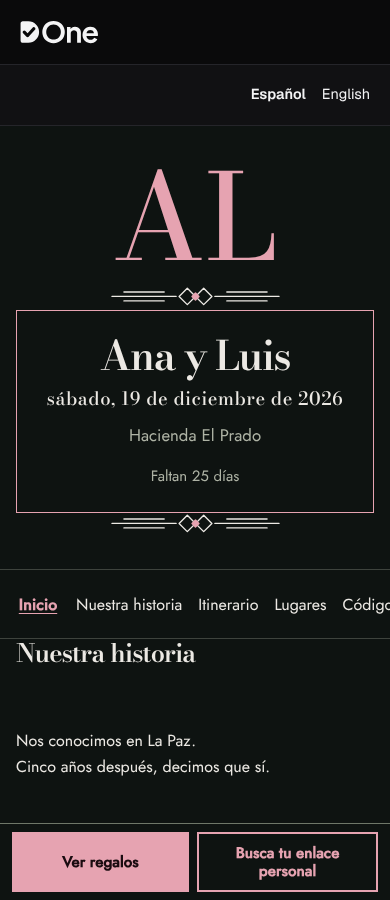 One
Español English
AL
Ana y Luis
sábado, 19 de diciembre de 2026
Hacienda El Prado
Faltan 25 días
Inicio Nuestra historia Itinerario Lugares Código
Nuestra historia
Nos conocimos en La Paz.
Cinco años después, decimos que sí.
Ver regalos
Busca tu enlace
personal